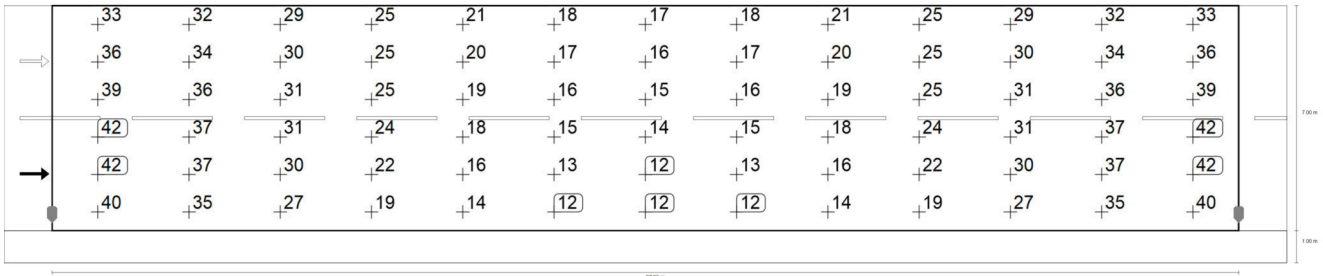 33 32 29 25 21 18 17 18 21 25 29 32 33
36 34 30 25 20 17 16 17 20 25 30 34 36
39 36 31 25 19 16 15 16 19 25 31 36 39
42 37 31 24 18 15 14 15 18 24 31 37 42
7.00 m
42 37 30 22 16 13 12 13 16 22 30 37 42
40 35 27 19 14 12 12 12 14 19 27 35 40
1.00 m